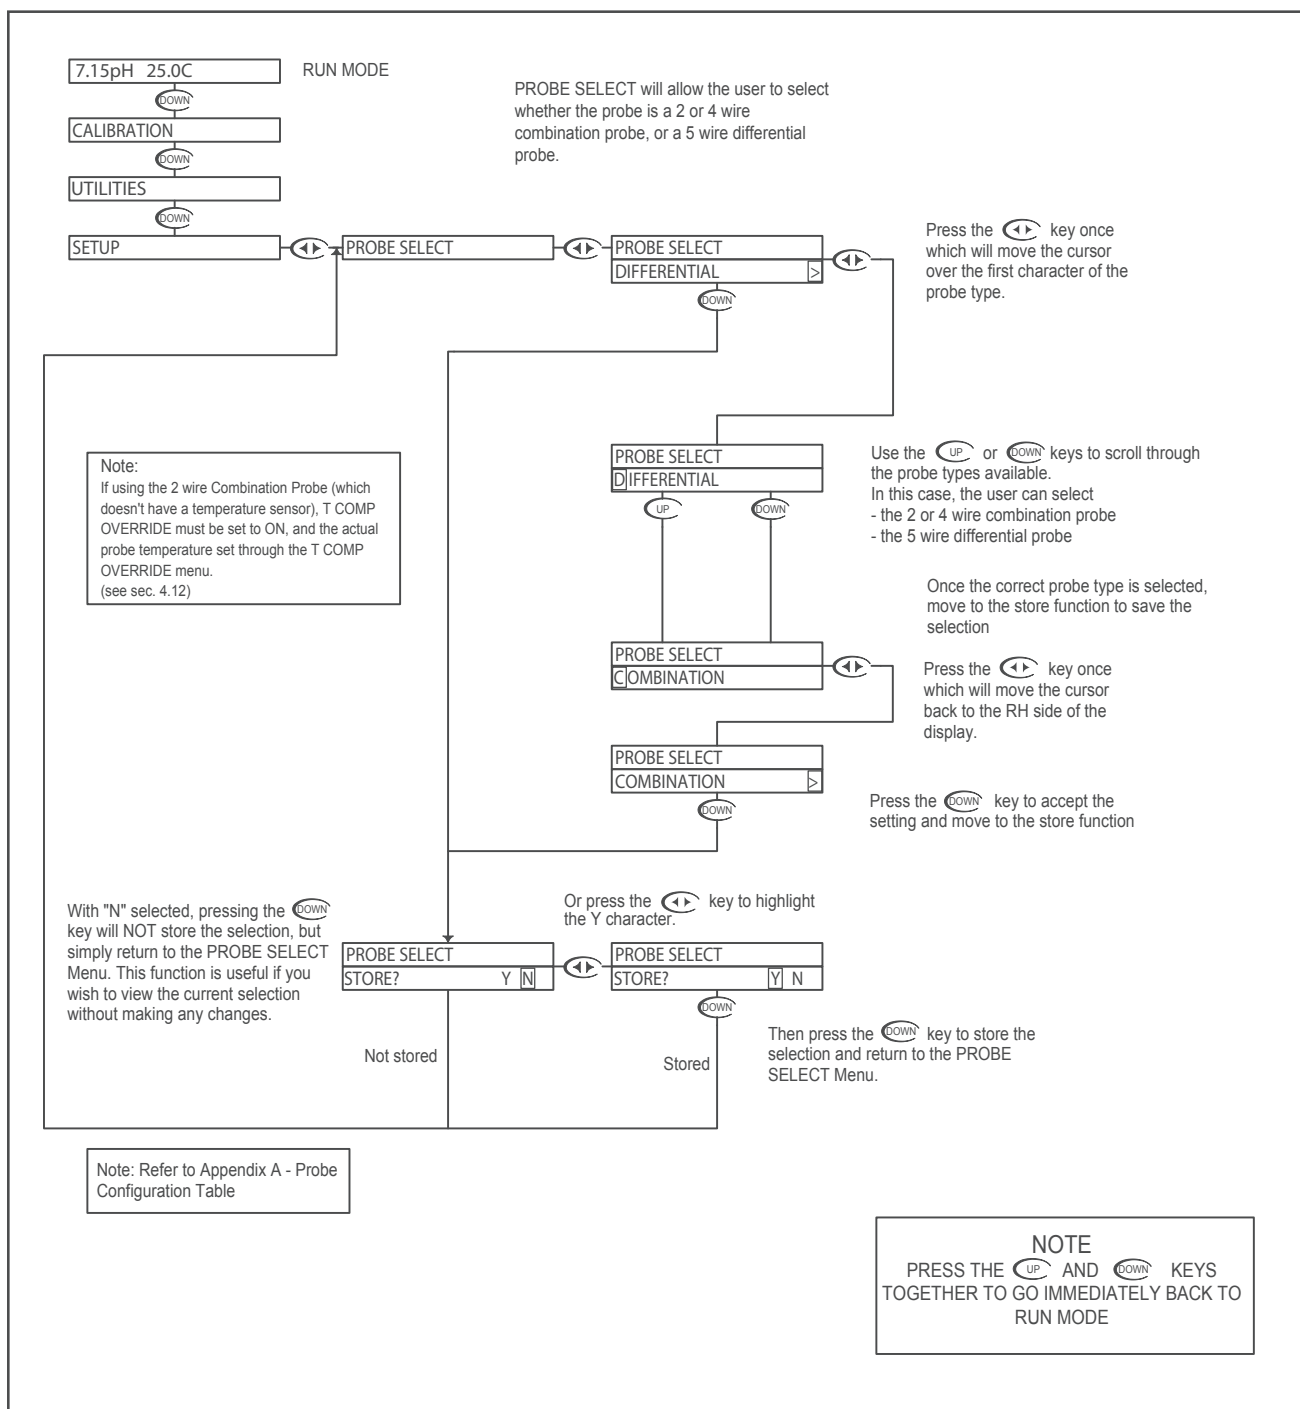 7.15pH 25.0C
RUN MODE
DOWN
CALIBRATION
DOWN
UTILITIES
DOWN
SETUP
PROBE SELECT will allow the user to select
whether the probe is a 2 or 4 wire
combination probe, or a 5 wire differential
probe.
PROBE SELECT
PROBE SELECT
DIFFERENTIAL >
DOWN
Press the key once
which will move the cursor
over the first character of the
probe type.
Note:
If using the 2 wire Combination Probe (which
doesn't have a temperature sensor), T COMP
OVERRIDE must be set to ON, and the actual
probe temperature set through the T COMP
OVERRIDE menu.
(see sec. 4.12)
PROBE SELECT
DIFFERENTIAL
UP DOWN
Use the UP or DOWN keys to scroll through
the probe types available.
In this case, the user can select
- the 2 or 4 wire combination probe
- the 5 wire differential probe
Once the correct probe type is selected,
move to the store function to save the
selection
PROBE SELECT
COMBINATION
Press the key once
which will move the cursor
back to the RH side of the
display.
PROBE SELECT
COMBINATION >
DOWN
Press the DOWN key to accept the
setting and move to the store function
With "N" selected, pressing the DOWN
key will NOT store the selection, but
simply return to the PROBE SELECT
Menu. This function is useful if you
wish to view the current selection
without making any changes.
Or press the key to highlight
the Y character.
PROBE SELECT
STORE? Y N
PROBE SELECT
STORE? Y N
DOWN
Then press the DOWN key to store the
selection and return to the PROBE
SELECT Menu.
Not stored
Stored
Note: Refer to Appendix A - Probe
Configuration Table
NOTE
PRESS THE UP AND DOWN KEYS
TOGETHER TO GO IMMEDIATELY BACK TO
RUN MODE